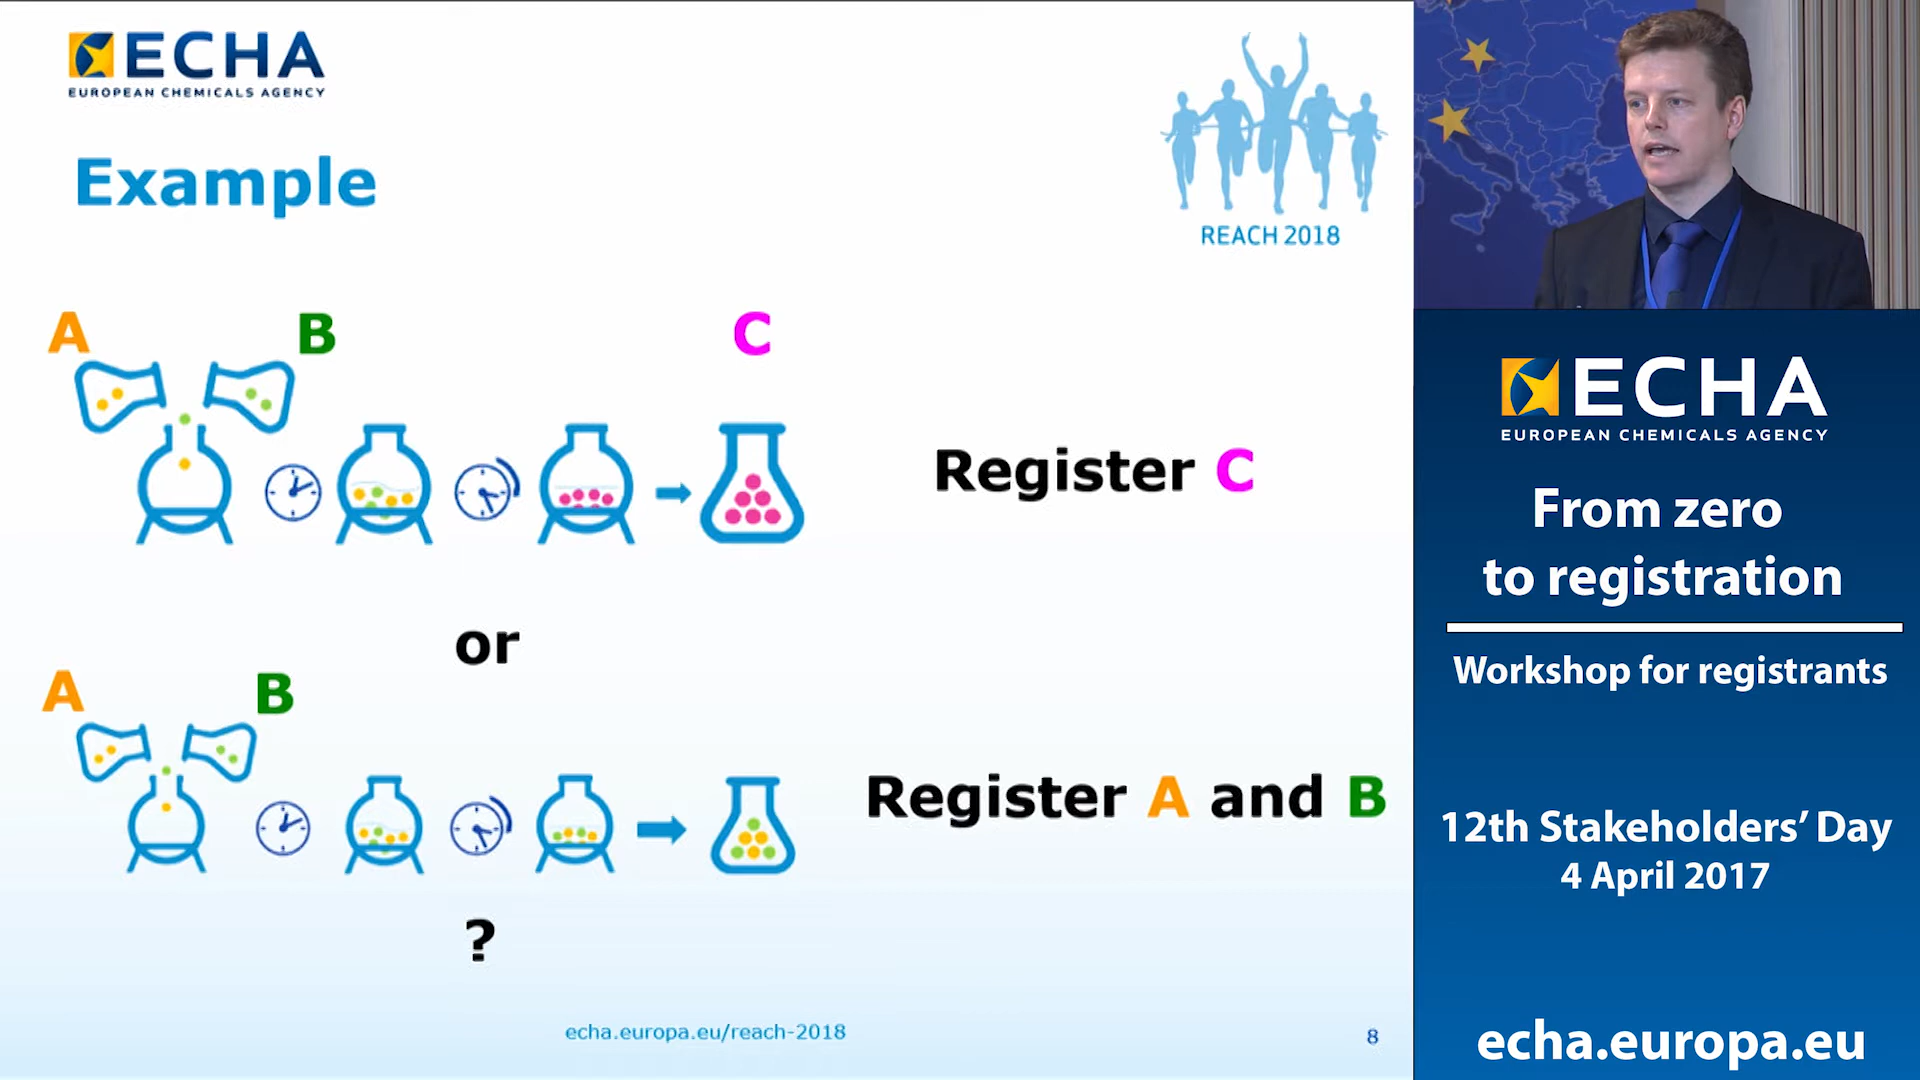 ECHA
EUROPEAN CHEMICALS AGENCY
REACH 2018
Example
A B C
Register C
or
A B
Register A and B
?
echa.europa.eu/reach-2018
8
ECHA
EUROPEAN CHEMICALS AGENCY
From zero
to registration
Workshop for registrants
12th Stakeholders’ Day
4 April 2017
echa.europa.eu